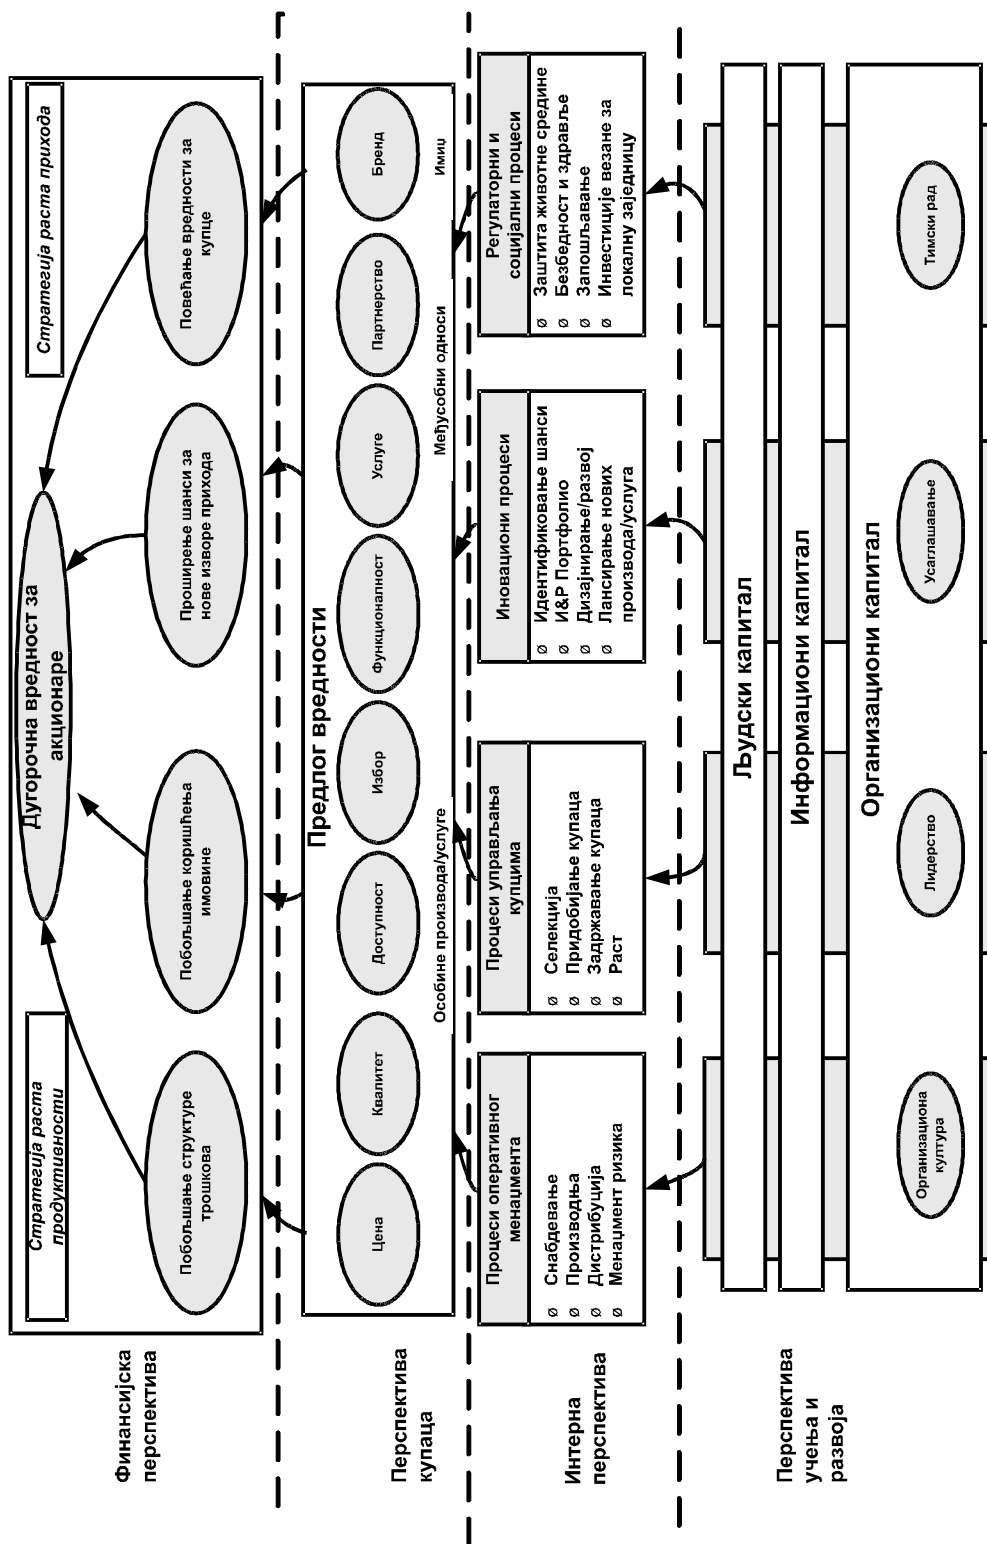 Финансијска
перспектива
Стратегија раста
продуктивности
Стратегија раста прихода
Дугорочна вредност за
акционаре
Побољшање структуре
трошкова
Побољшање коришћења
имовине
Проширење шанси за
нове изворе прихода
Повећање вредности за
купце
Перспектива
купаца
Предлог вредности
Цена
Квалитет
Доступност
Избор
Функционалност
Услуге
Партнерство
Бренд
Особине производа/услуге
Међусобни односи
Имиџ
Интерна
перспектива
Процеси оперативног
менаџмента
Ø Снабдевање
Ø Производња
Ø Дистрибуција
Ø Менаџмент ризика
Процеси управљања
купцима
Ø Селекција
Ø Придобијање купаца
Ø Задржавање купаца
Ø Раст
Иновациони процеси
Ø Идентификовање шанси
Ø И&Р Портфолио
Ø Дизајнирање/развој
Ø Лансирање нових
производа/услуга
Регулаторни и
социјални процеси
Ø Заштита животне средине
Ø Безбедност и здравље
Ø Запошљавање
Ø Инвестиције везане за
локалну заједницу
Перспектива
учења и
развоја
Људски капитал
Информациони капитал
Организациони капитал
Организациона
култура
Лидерство
Усаглашавање
Тимски рад